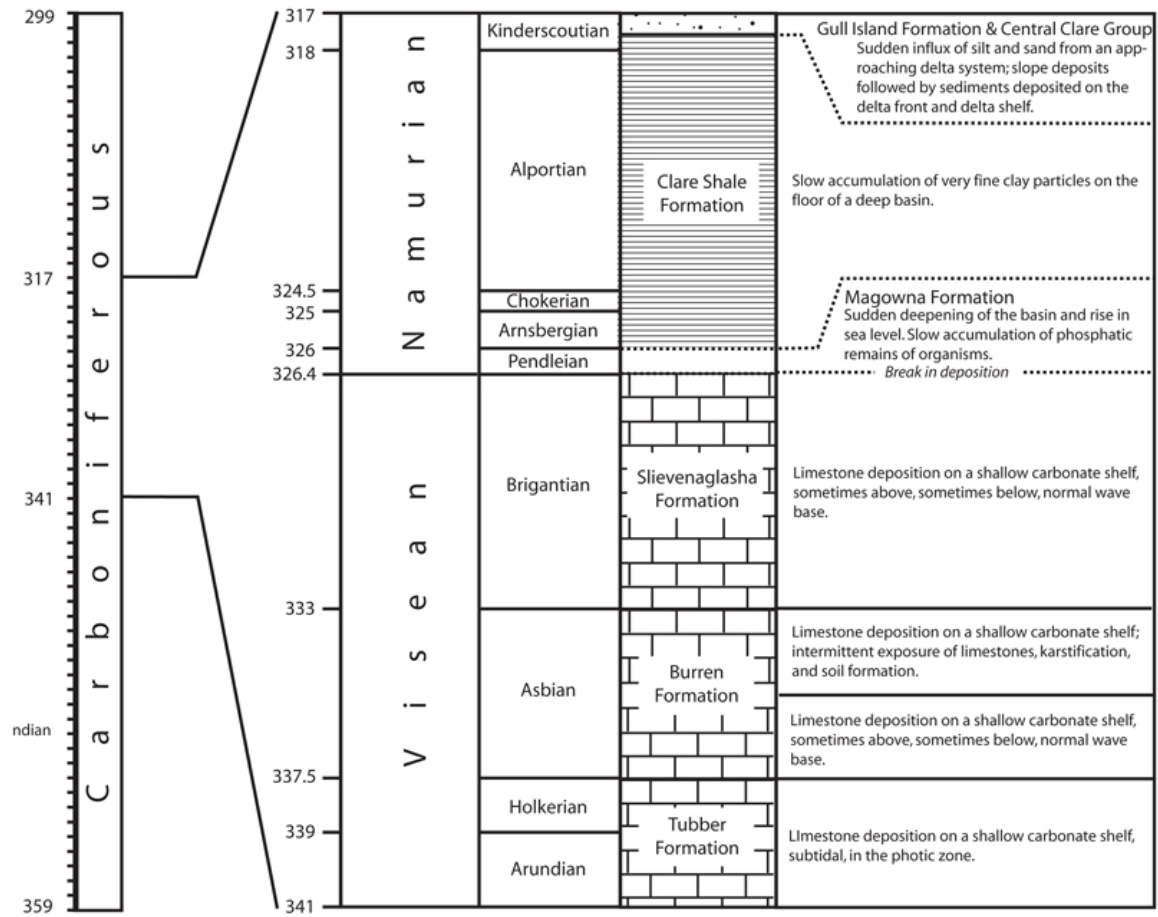 299
317
341
ndian
359
Carboniferous
317
318
324.5
325
326
326.4
333
337.5
339
341
Namurian
Visean
Kinderscoutian
Alportian
Chokerian
Arnsbergian
Pendleian
Brigantian
Asbian
Holkerian
Arundian
Clare Shale
Formation
Slievenaglasha
Formation
Burren
Formation
Tubber
Formation
Gull Island Formation & Central Clare Group
Sudden influx of silt and sand from an app-
roaching delta system; slope deposits
followed by sediments deposited on the
delta front and delta shelf.
Slow accumulation of very fine clay particles on the
floor of a deep basin.
Magowna Formation
Sudden deepening of the basin and rise in
sea level. Slow accumulation of phosphatic
remains of organisms.
Break in deposition
Limestone deposition on a shallow carbonate shelf,
sometimes above, sometimes below, normal wave
base.
Limestone deposition on a shallow carbonate shelf;
intermittent exposure of limestones, karstification,
and soil formation.
Limestone deposition on a shallow carbonate shelf,
sometimes above, sometimes below, normal wave
base.
LImestone deposition on a shallow carbonate shelf,
subtidal, in the photic zone.